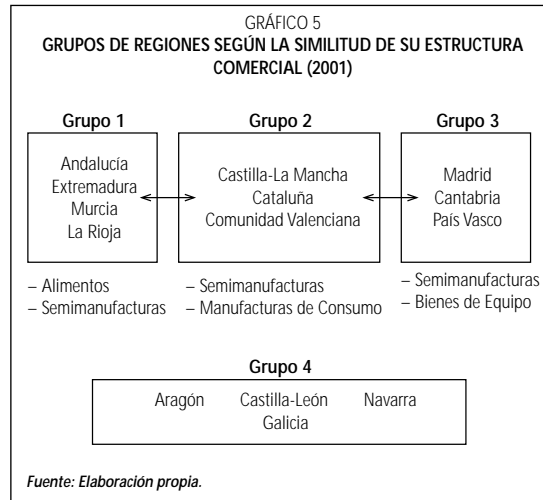 GRÁFICO 5
GRUPOS DE REGIONES SEGÚN LA SIMILITUD DE SU ESTRUCTURA
COMERCIAL (2001)
Grupo 1
Andalucía
Extremadura
Murcia
La Rioja
– Alimentos
– Semimanufacturas
Grupo 2
Castilla-La Mancha
Cataluña
Comunidad Valenciana
– Semimanufacturas
– Manufacturas de Consumo
Grupo 3
Madrid
Cantabria
País Vasco
– Semimanufacturas
– Bienes de Equipo
Grupo 4
Aragón Castilla-León Navarra
Galicia
Fuente: Elaboración propia.